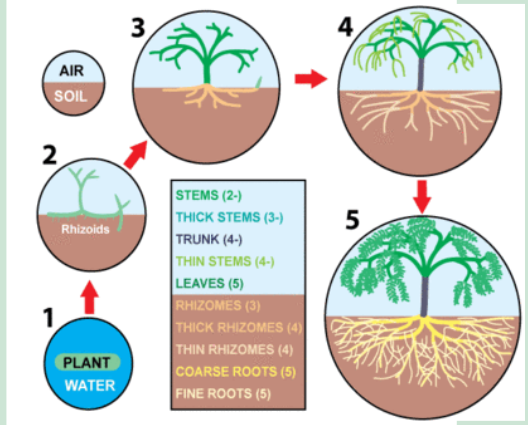 3
4
AIR
SOIL
2
Rhizoids
STEMS (2-)
THICK STEMS (3-)
TRUNK (4-)
THIN STEMS (4-)
LEAVES (5)
RHIZOMES (3)
THICK RHIZOMES (4)
THIN RHIZOMES (4)
COARSE ROOTS (5)
FINE ROOTS (5)
5
1
PLANT
WATER